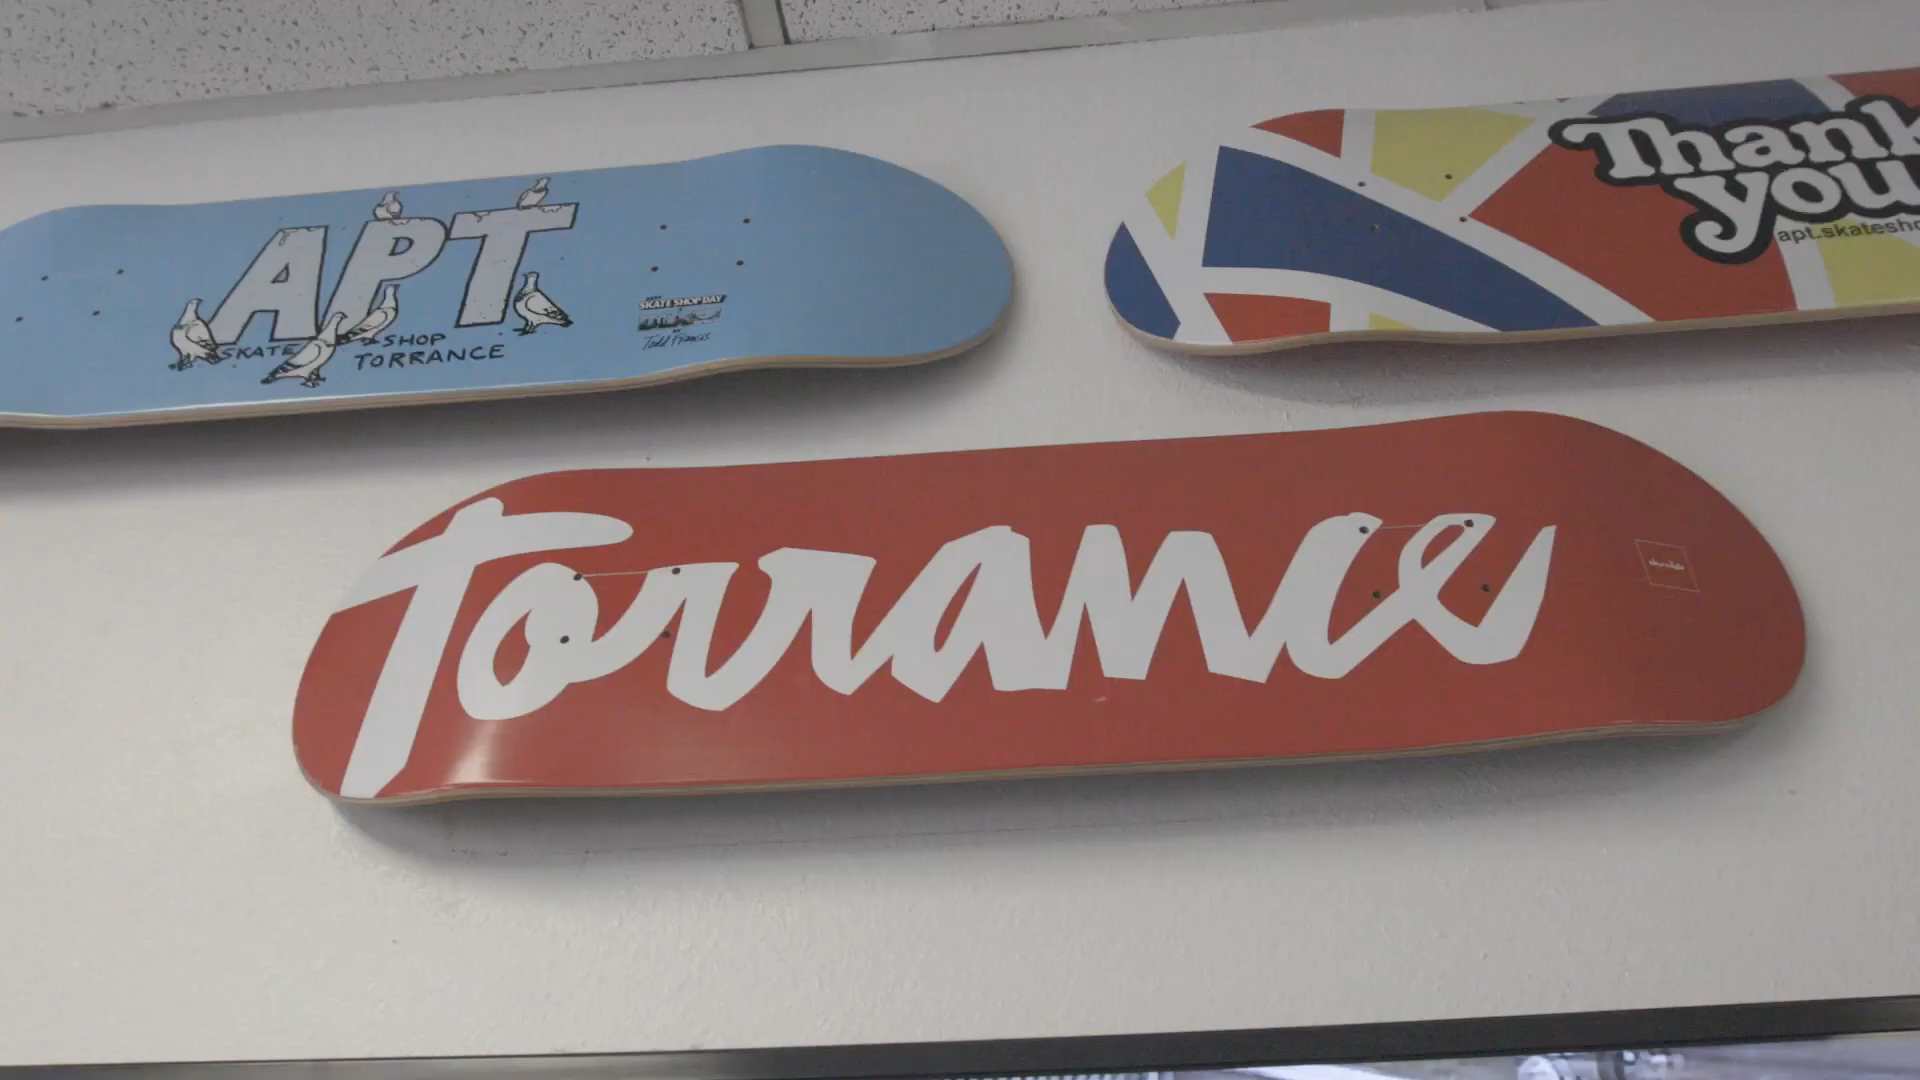 APT
SKATE SHOP
TORRANCE
SKATE SHOP DAY
Todd Francis
Thank
you
apt.skatesho
Torrance